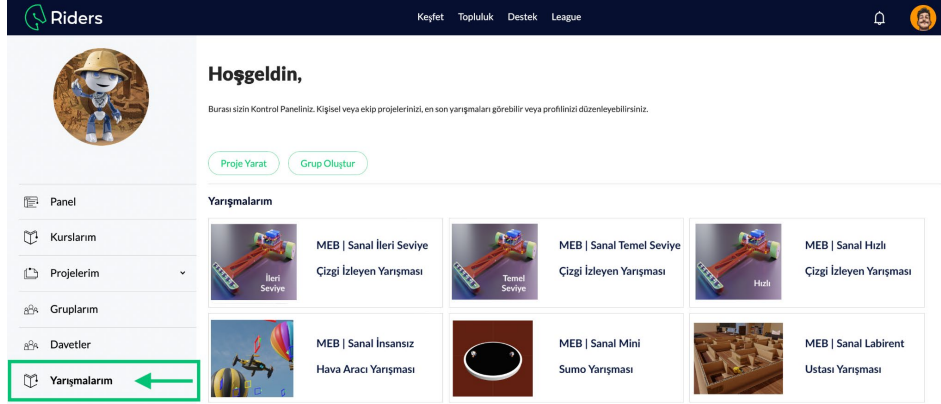 Riders
Keşfet Topluluk Destek League
Hoşgeldin,
Burası sizin Kontrol Paneliniz. Kişisel veya ekip projelerinizi, en son yarışmaları görebilir veya profilinizi düzenleyebilirsiniz.
Proje Yarat Grup Oluştur
Panel
Kurslarım
Projelerim
Gruplarım
Davetler
Yarışmalarım
Yarışmalarım
İleri
Seviye
MEB | Sanal İleri Seviye
Çizgi İzleyen Yarışması
Temel
Seviye
MEB | Sanal Temel Seviye
Çizgi İzleyen Yarışması
Hızlı
MEB | Sanal Hızlı
Çizgi İzleyen Yarışması
MEB | Sanal İnsansız
Hava Aracı Yarışması
MEB | Sanal Mini
Sumo Yarışması
MEB | Sanal Labirent
Ustası Yarışması